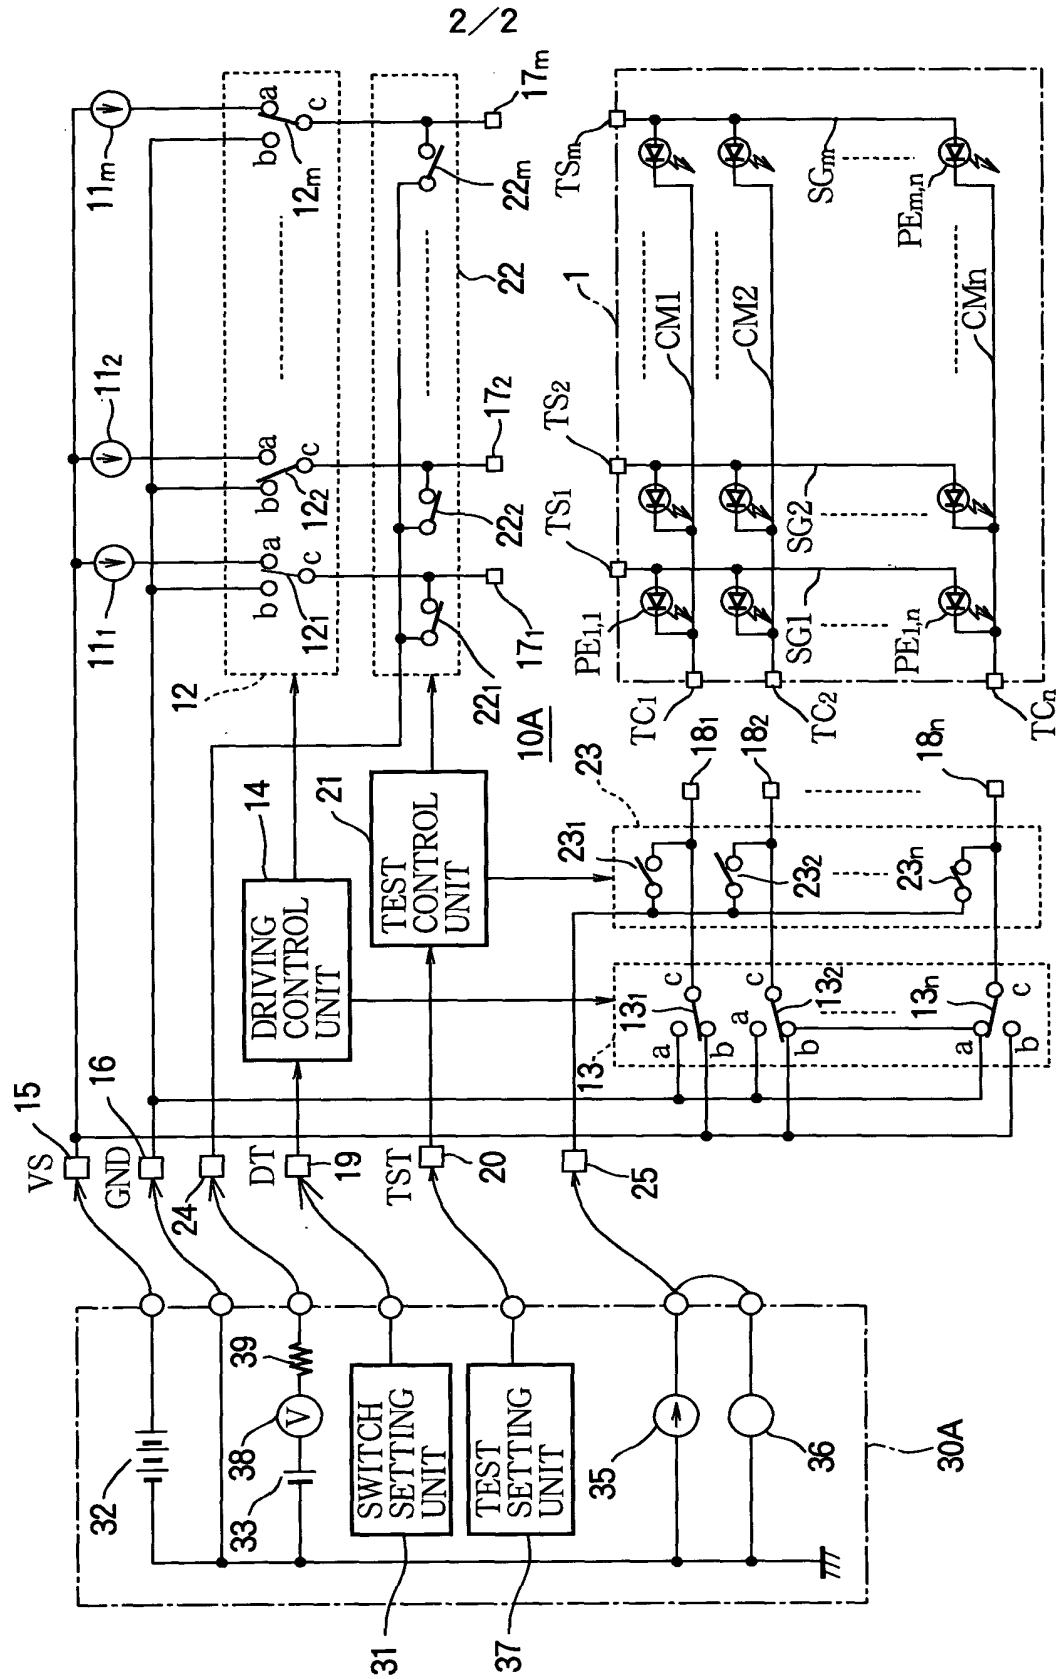 2/2
VS
15
GND
16
24
DT
19
TST
20
25
32
33
38
39
V
31
SWITCH
SETTING
UNIT
37
TEST
SETTING
UNIT
35
36
30A
11₁
11₂
11m
12
b
a
c
12₁
b
a
c
12₂
b
a
c
12m
14
DRIVING
CONTROL
UNIT
21
TEST
CONTROL
UNIT
22
22₁
22₂
22m
17₁
17₂
17m
10A
13
13₁
a
b
c
13₂
a
b
c
13n
a
b
c
23
23₁
23₂
23n
18₁
18₂
18n
1
TS₁
TS₂
TSm
TC₁
TC₂
TCn
PE₁,₁
PE₁,n
PEm,n
SG1
SG2
SGm
CM1
CM2
CMn